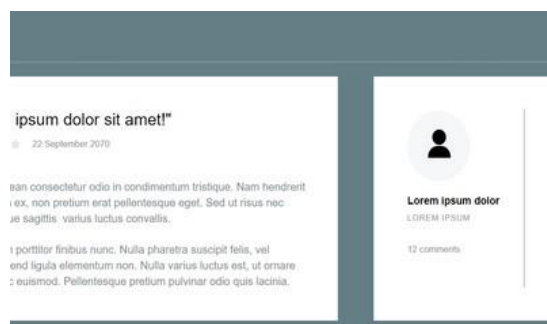 ipsum dolor sit amet!"
22 September 2070
consectetur odio in condimentum tristique. Nam hendrerit
ex, non pretium erat pellentesque eget. Sed ut risus nec
sagittis varius luctus convallis.
porttitor finibus nunc. Nulla pharetra suscipit felis, vel
ligula elementum non. Nulla varius luctus est, ut ornare
euismod. Pellentesque pretium pulvinar odio quis lacinia.
Lorem ipsum dolor
LOREM IPSUM
12 comments